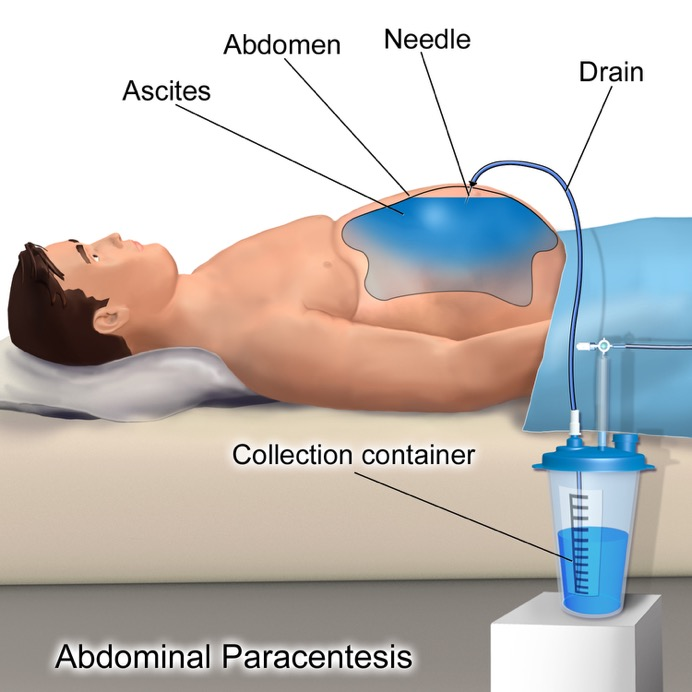 Needle
Abdomen
Drain
Ascites
Collection container
Abdominal Paracentesis